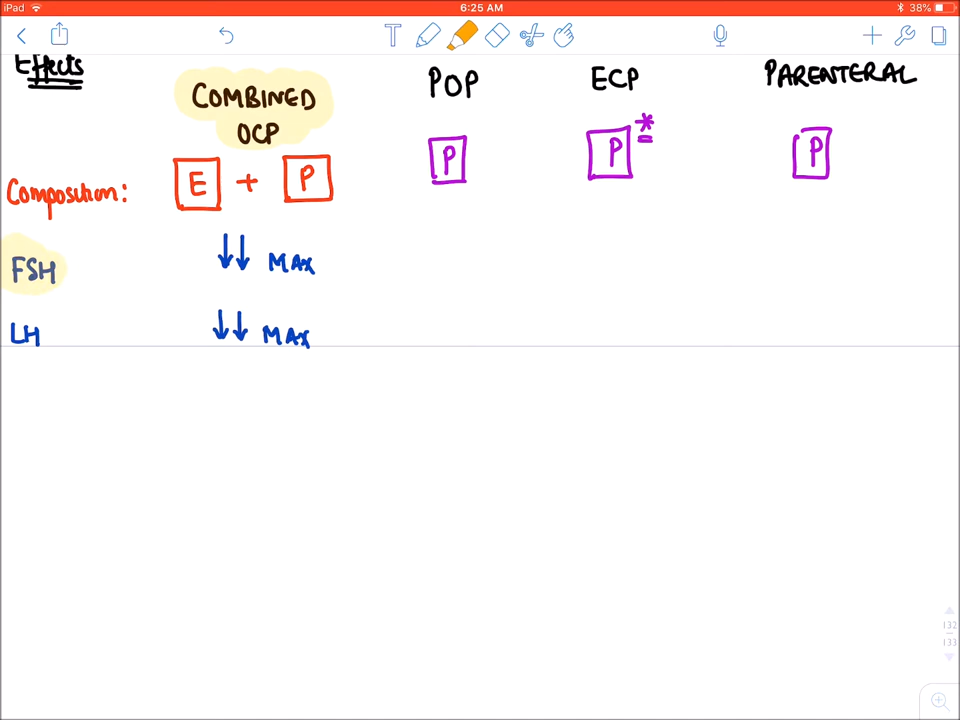 iPad 6:25 AM 38%
T
Effects COMBINED OCP POP ECP PARENTERAL
Composition: E + P P P* P
FSH ↓↓ MAX
LH ↓↓ MAX
132
133